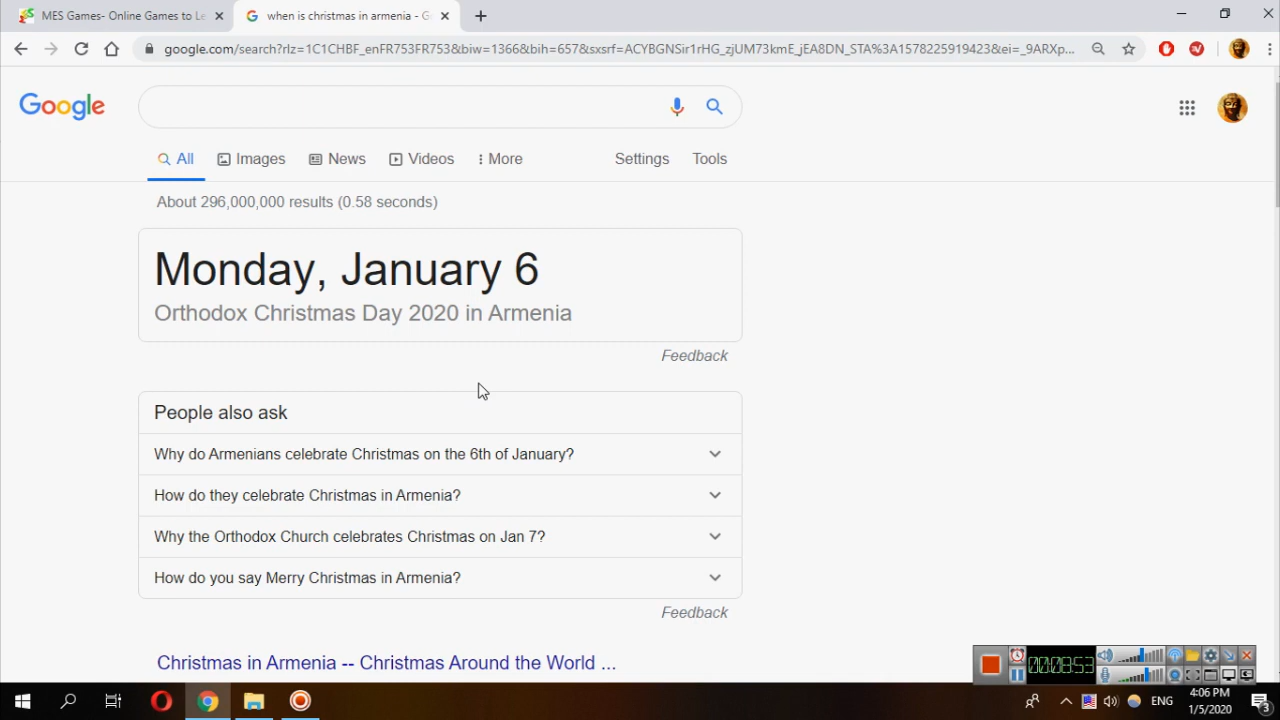 MES Games- Online Games to Le
when is christmas in armenia - G
google.com/search?rlz=1C1CHBF_enFR753FR753&biw=1366&bih=657&sxsrf=ACYBGNSir1rHG_zjUM73kmE_jEA8DN_STA%3A1578225919423&ei=_9ARXp...
Google
All Images News Videos More Settings Tools
About 296,000,000 results (0.58 seconds)
Monday, January 6
Orthodox Christmas Day 2020 in Armenia
Feedback
People also ask
Why do Armenians celebrate Christmas on the 6th of January?
How do they celebrate Christmas in Armenia?
Why the Orthodox Church celebrates Christmas on Jan 7?
How do you say Merry Christmas in Armenia?
Feedback
Christmas in Armenia -- Christmas Around the World ...
00:08:53
ENG
4:06 PM
1/5/2020
3